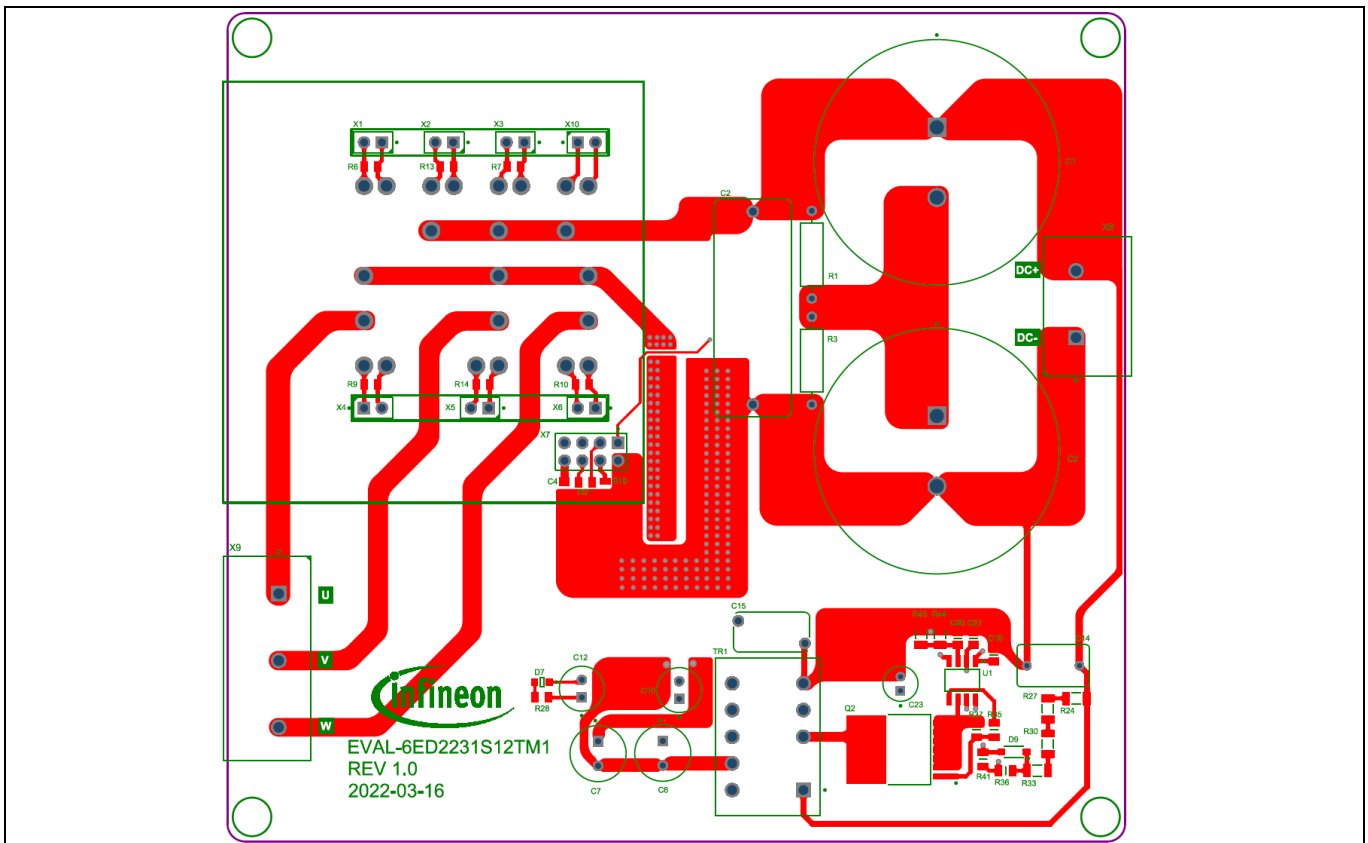 X1 X2 X3 X10
R6 R13 R7
C2
X8
DC+
R1
DC-
R3
R9 R14 R10
X4 X5 X6
X7
C4
X9
U
V
W
infineon
EVAL-6ED2231S12TM1
REV 1.0
2022-03-16
D7
R26
C12
C7
C6
C15
TR1
C23
Q2
U1
R27
R24
R30
D9
R41
R36
R33